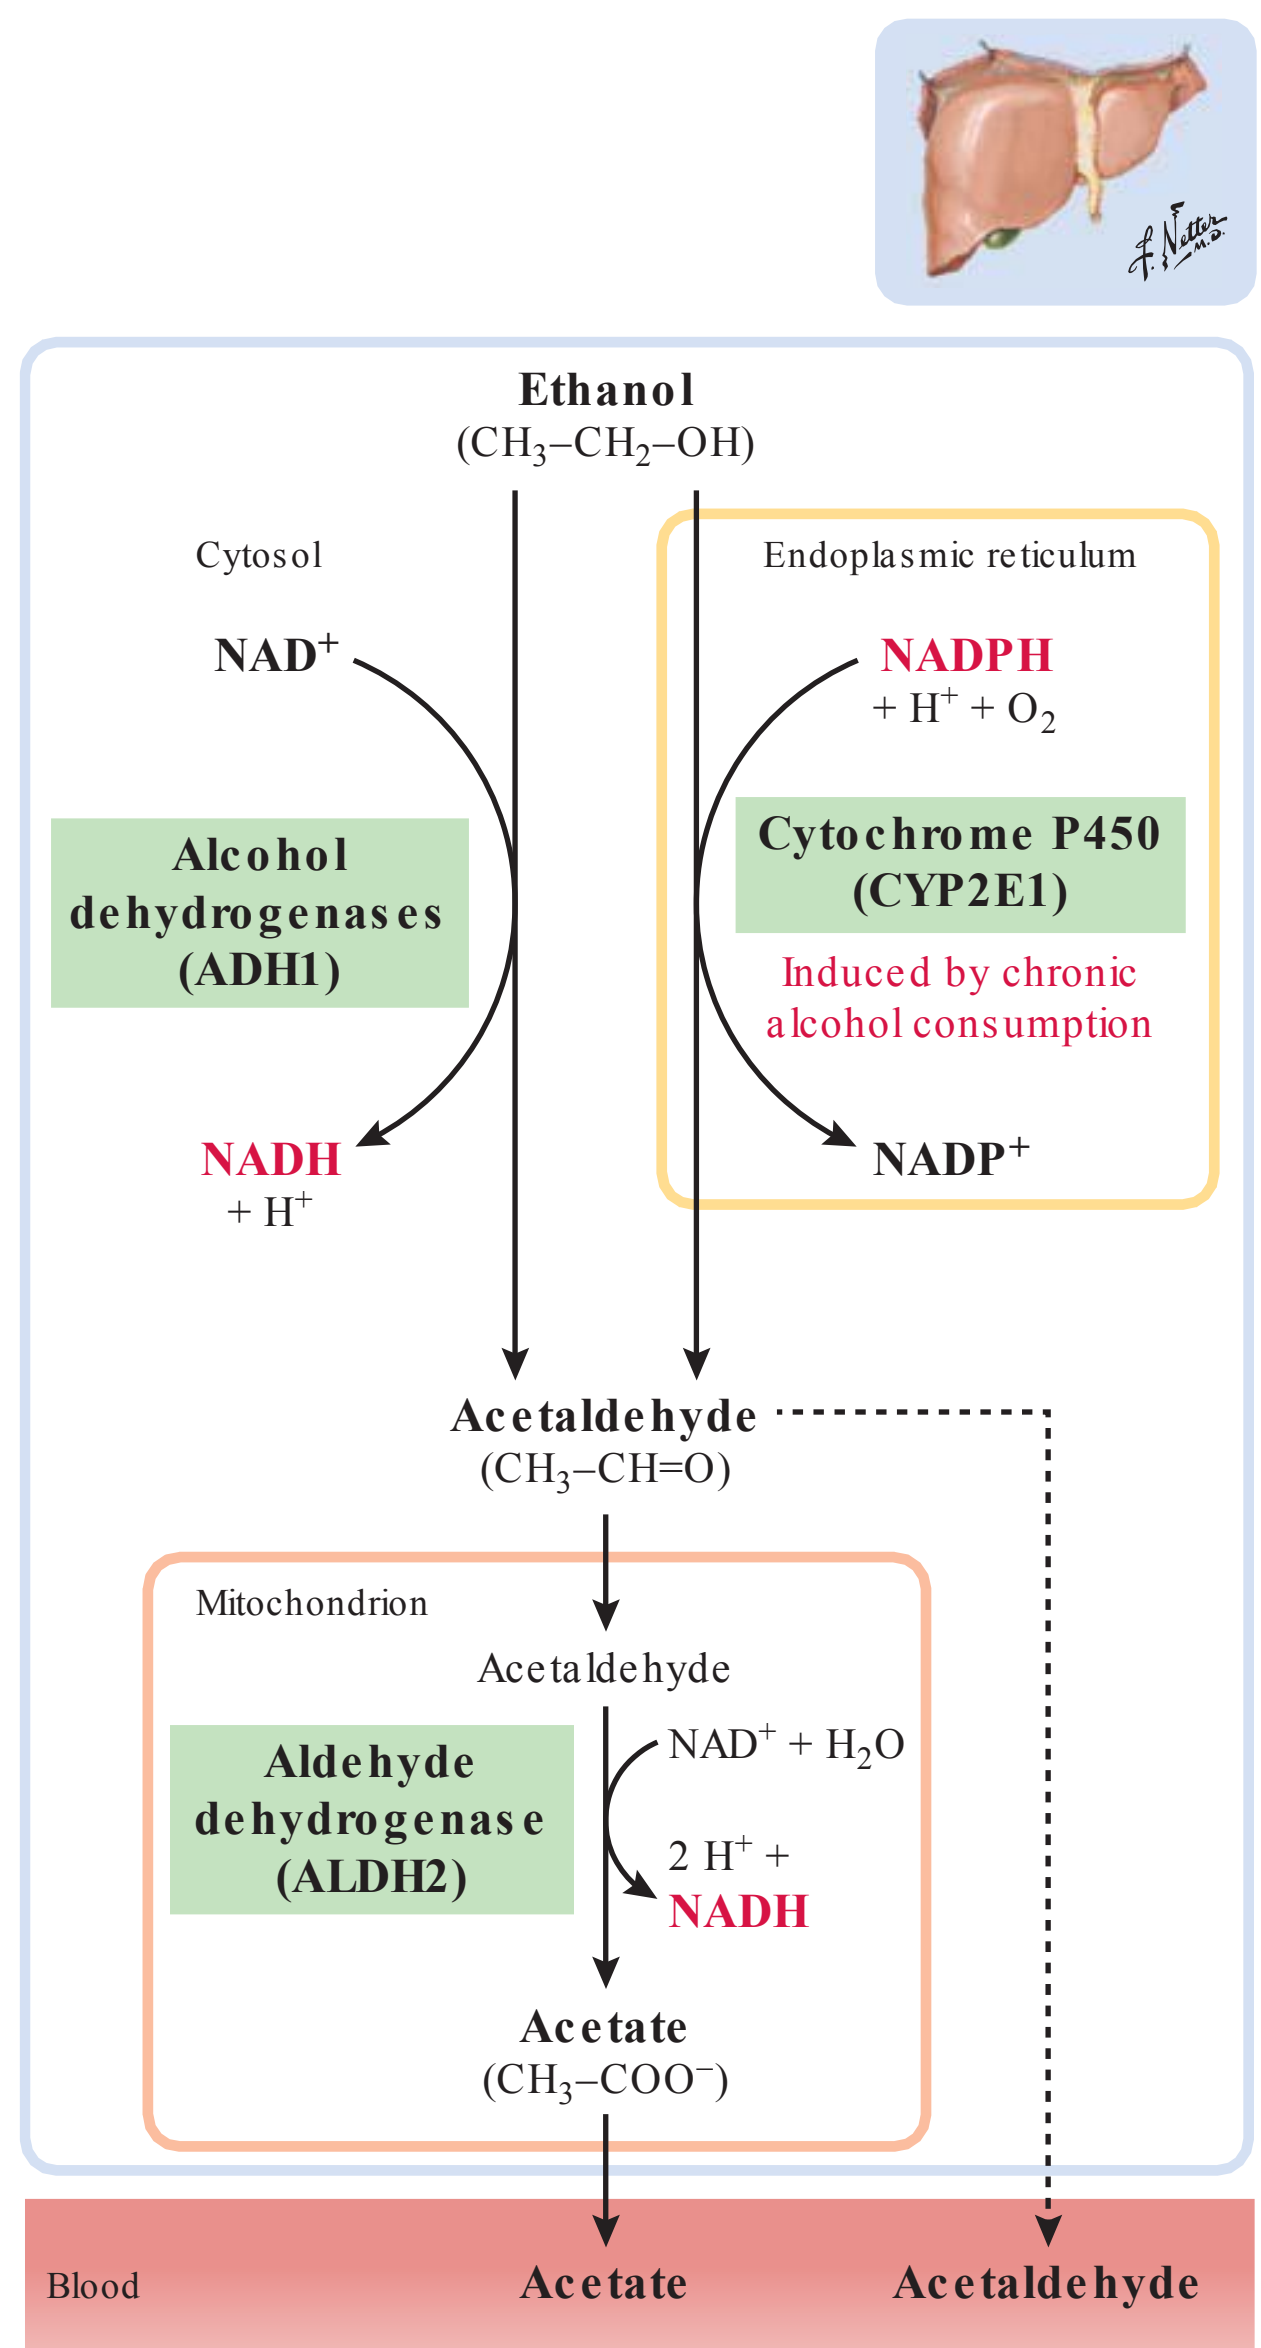 F. Netter
M.D.
Ethanol
(CH₃–CH₂–OH)
Cytosol
NAD⁺
Alcohol
dehydrogenases
(ADH1)
NADH
+ H⁺
Endoplasmic reticulum
NADPH
+ H⁺ + O₂
Cytochrome P450
(CYP2E1)
Induced by chronic
alcohol consumption
NADP⁺
Acetaldehyde
(CH₃–CH=O)
Mitochondrion
Acetaldehyde
Aldehyde
dehydrogenase
(ALDH2)
NAD⁺ + H₂O
2 H⁺ +
NADH
Acetate
(CH₃–COO⁻)
Blood
Acetate
Acetaldehyde